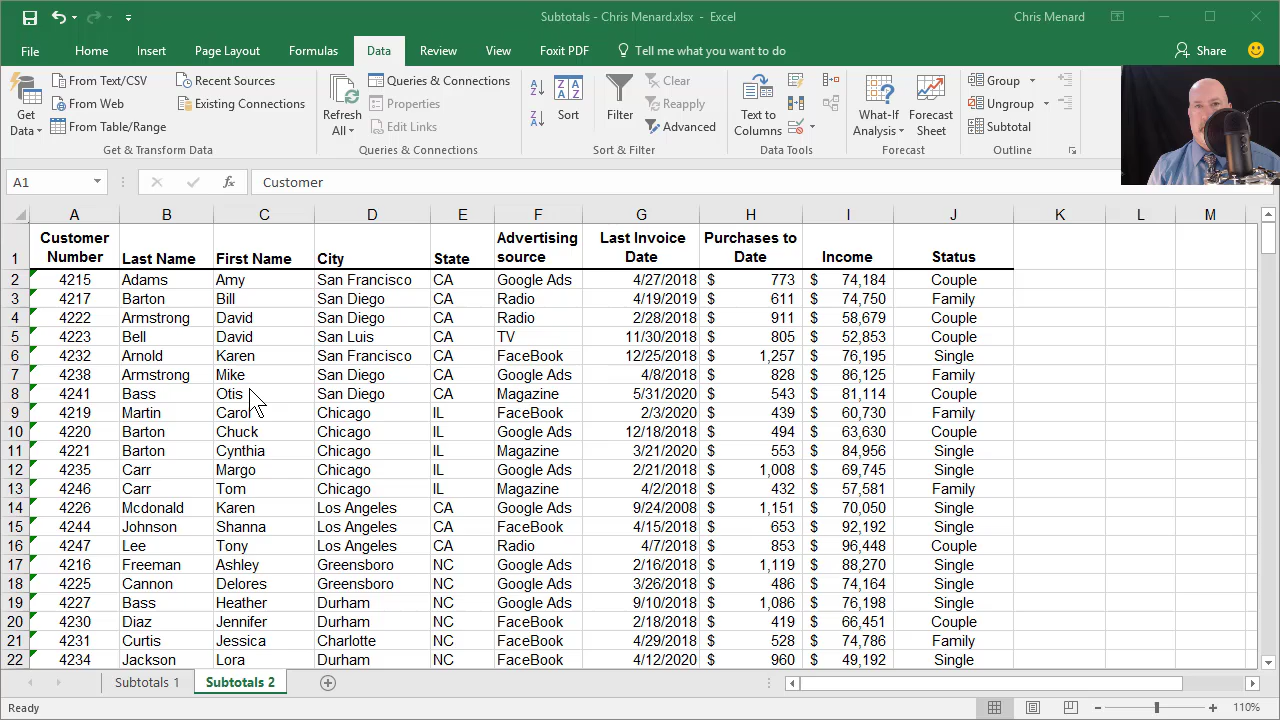 Subtotals - Chris Menard.xlsx - Excel
Chris Menard
File Home Insert Page Layout Formulas Data Review View Foxit PDF Tell me what you want to do Share
Get Data
From Text/CSV
From Web
From Table/Range
Recent Sources
Existing Connections
Get & Transform Data
Refresh All
Queries & Connections
Properties
Edit Links
Queries & Connections
Sort
Filter
Clear
Reapply
Advanced
Sort & Filter
Text to Columns
Data Tools
What-If Analysis
Forecast Sheet
Forecast
Group
Ungroup
Subtotal
Outline
A1 fx Customer
A B C D E F G H I J K L M
1 Customer Number Last Name First Name City State Advertising source Last Invoice Date Purchases to Date Income Status
2 4215 Adams Amy San Francisco CA Google Ads 4/27/2018 $ 773 $ 74,184 Couple
3 4217 Barton Bill San Diego CA Radio 4/19/2019 $ 611 $ 74,750 Family
4 4222 Armstrong David San Diego CA Radio 2/28/2018 $ 911 $ 58,679 Couple
5 4223 Bell David San Luis CA TV 11/30/2018 $ 805 $ 52,853 Couple
6 4232 Arnold Karen San Francisco CA FaceBook 12/25/2018 $ 1,257 $ 76,195 Single
7 4238 Armstrong Mike San Diego CA Google Ads 4/8/2018 $ 828 $ 86,125 Family
8 4241 Bass Otis San Diego CA Magazine 5/31/2020 $ 543 $ 81,114 Couple
9 4219 Martin Carol Chicago IL FaceBook 2/3/2020 $ 439 $ 60,730 Family
10 4220 Barton Chuck Chicago IL Google Ads 12/18/2018 $ 494 $ 63,630 Couple
11 4221 Barton Cynthia Chicago IL Magazine 3/21/2020 $ 553 $ 84,956 Single
12 4235 Carr Margo Chicago IL Google Ads 2/21/2018 $ 1,008 $ 69,745 Single
13 4246 Carr Tom Chicago IL Magazine 4/2/2018 $ 432 $ 57,581 Family
14 4226 Mcdonald Karen Los Angeles CA Google Ads 9/24/2008 $ 1,151 $ 70,050 Single
15 4244 Johnson Shanna Los Angeles CA FaceBook 4/15/2018 $ 653 $ 92,192 Single
16 4247 Lee Tony Los Angeles CA Radio 4/7/2018 $ 853 $ 96,448 Couple
17 4216 Freeman Ashley Greensboro NC Google Ads 2/16/2018 $ 1,119 $ 88,270 Single
18 4225 Cannon Delores Greensboro NC Google Ads 3/26/2018 $ 486 $ 74,164 Single
19 4227 Bass Heather Durham NC Google Ads 9/10/2018 $ 1,086 $ 76,198 Single
20 4230 Diaz Jennifer Durham NC FaceBook 2/18/2018 $ 419 $ 66,451 Couple
21 4231 Curtis Jessica Charlotte NC FaceBook 4/29/2018 $ 528 $ 74,786 Family
22 4234 Jackson Lora Durham NC FaceBook 4/12/2020 $ 960 $ 49,192 Single
Subtotals 1 Subtotals 2
Ready 110%